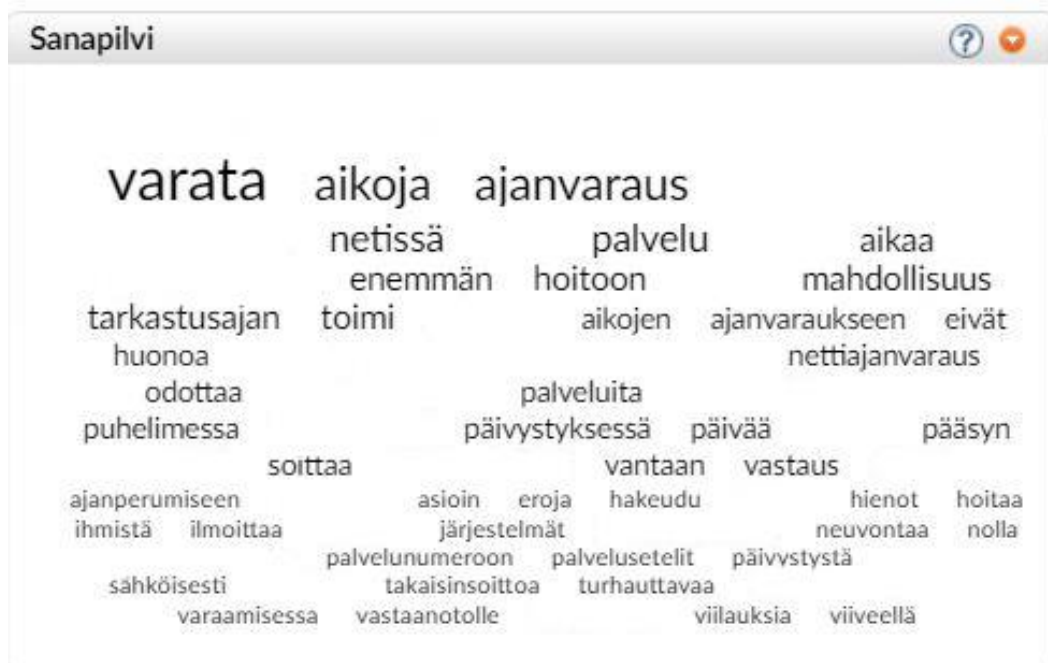 Sanapilvi
varata aikoja ajanvaraus
netissä palvelu aikaa
enemmän hoitoon mahdollisuus
tarkastusajan toimi aikojen ajanvaraukseen eivät
huonoa nettiajanvaraus
odottaa palveluita
puhelimessa päivystyksessä päivää pääsyn
soittaa vantaan vastaus
ajanperumiseen asioin eroja hakeudu hienot hoitaa
ihmistä ilmoittaa järjestelmät neuvontaa nolla
palvelunumeroon palvelusetelit päivystystä
sähköisesti takaisinsoittoa turhauttavaa
varaamisessa vastaanotolle viilauksia viiveellä